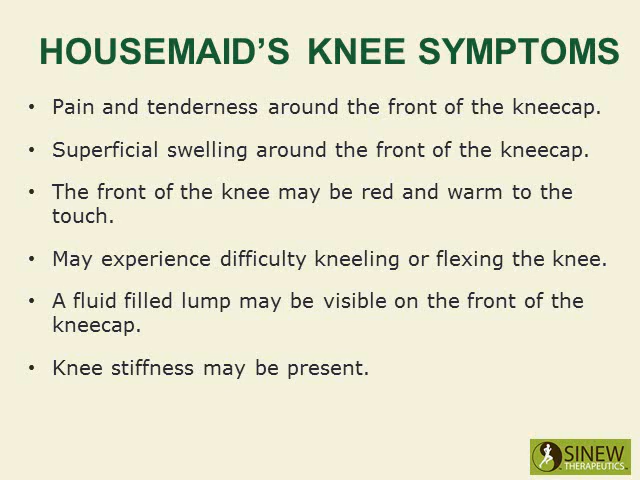 HOUSEMAID’S KNEE SYMPTOMS
• Pain and tenderness around the front of the kneecap.
• Superficial swelling around the front of the kneecap.
• The front of the knee may be red and warm to the
touch.
• May experience difficulty kneeling or flexing the knee.
• A fluid filled lump may be visible on the front of the
kneecap.
• Knee stiffness may be present.
SINEW
THERAPEUTICS